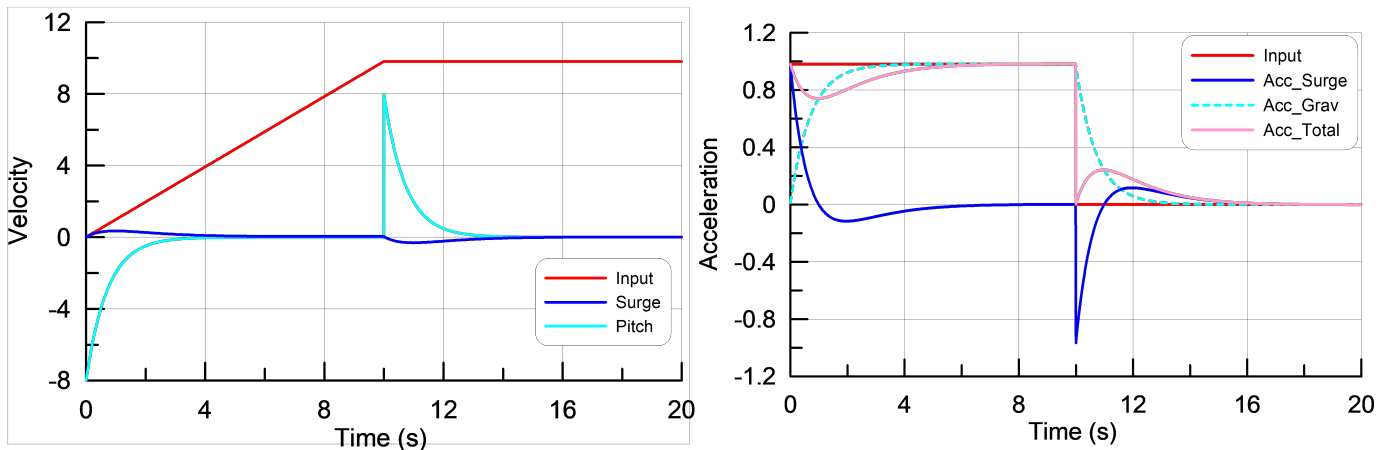 12
8
4
0
-4
-8
Velocity
Input
Surge
Pitch
0 4 8 12 16 20
Time (s)
1.2
0.8
0.4
0
-0.4
-0.8
-1.2
Acceleration
Input
Acc_Surge
Acc_Grav
Acc_Total
0 4 8 12 16 20
Time (s)